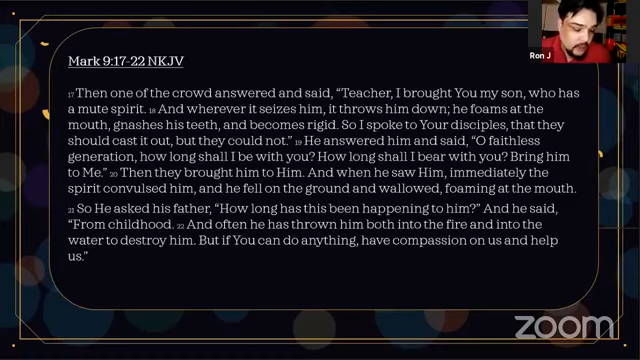 Ron J
Mark 9:17-22 NKJV
17 Then one of the crowd answered and said, “Teacher, I brought You my son, who has
a mute spirit. 18 And wherever it seizes him, it throws him down; he foams at the
mouth, gnashes his teeth, and becomes rigid. So I spoke to Your disciples, that they
should cast it out, but they could not.” 19 He answered him and said, “O faithless
generation, how long shall I be with you? How long shall I bear with you? Bring him
to Me.” 20 Then they brought him to Him. And when he saw Him, immediately the
spirit convulsed him, and he fell on the ground and wallowed, foaming at the mouth.
21 So He asked his father, “How long has this been happening to him?” And he said,
“From childhood. 22 And often he has thrown him both into the fire and into the
water to destroy him. But if You can do anything, have compassion on us and help
us.”
zoom